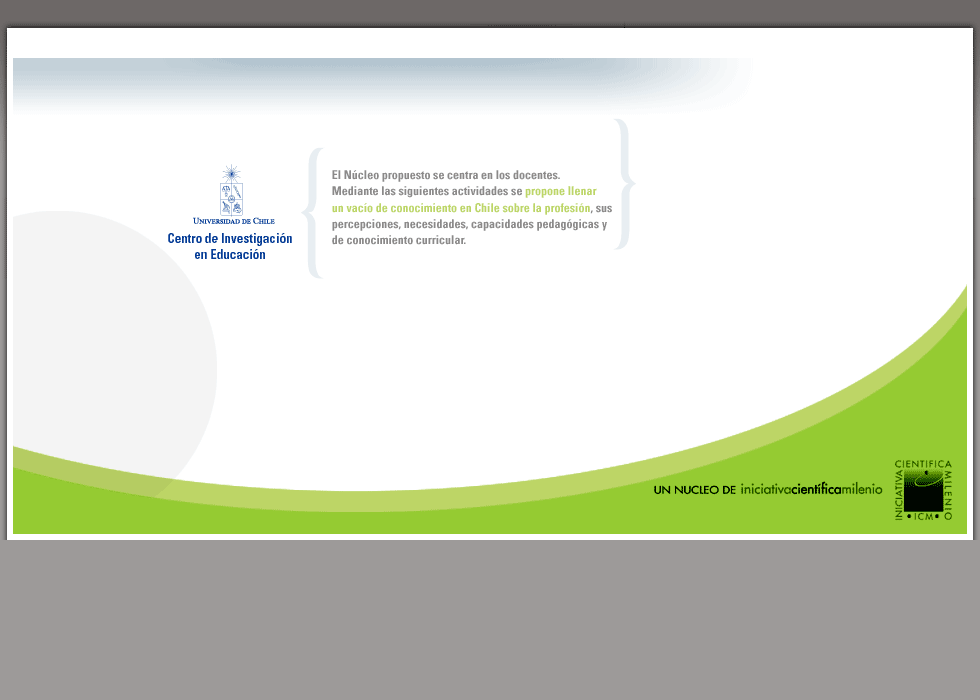 El Núcleo propuesto se centra en los docentes.
Mediante las siguientes actividades se propone llenar
un vacio de conocimiento en Chile sobre la profesión, sus
percepciones, necesidades, capacidades pedagógicas y
de conocimiento curricular.
UNIVERSIDAD DE CHILE
Centro de Investigación
en Educación
UN NUCLEO DE iniciativacientíficamilenio
INICIATIVA CIENTIFICA MILENIO
• ICM •